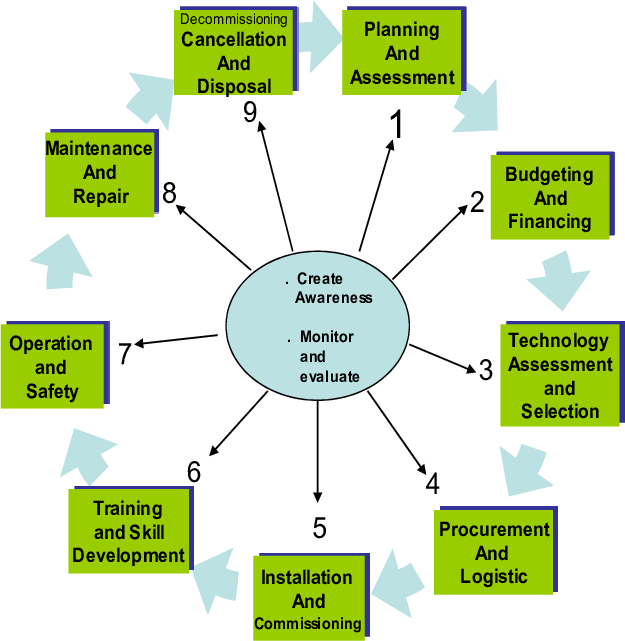 Planning
And
Assessment
1
Budgeting
And
Financing
2
Technology
Assessment
and
Selection
3
Procurement
And
Logistic
4
Installation
And
Commissioning
5
Training
and Skill
Development
6
Operation
and
Safety
7
Maintenance
And
Repair
8
Decommissioning
Cancellation
And
Disposal
9
. Create
Awareness
. Monitor
and
evaluate